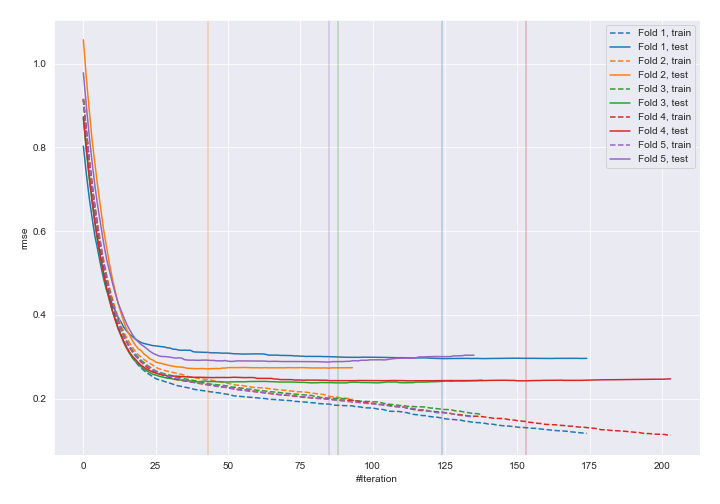 Fold 1, train
Fold 1, test
Fold 2, train
Fold 2, test
Fold 3, train
Fold 3, test
Fold 4, train
Fold 4, test
Fold 5, train
Fold 5, test
1.0
0.8
0.6
0.4
0.2
rmse
0 25 50 75 100 125 150 175 200
#Iteration